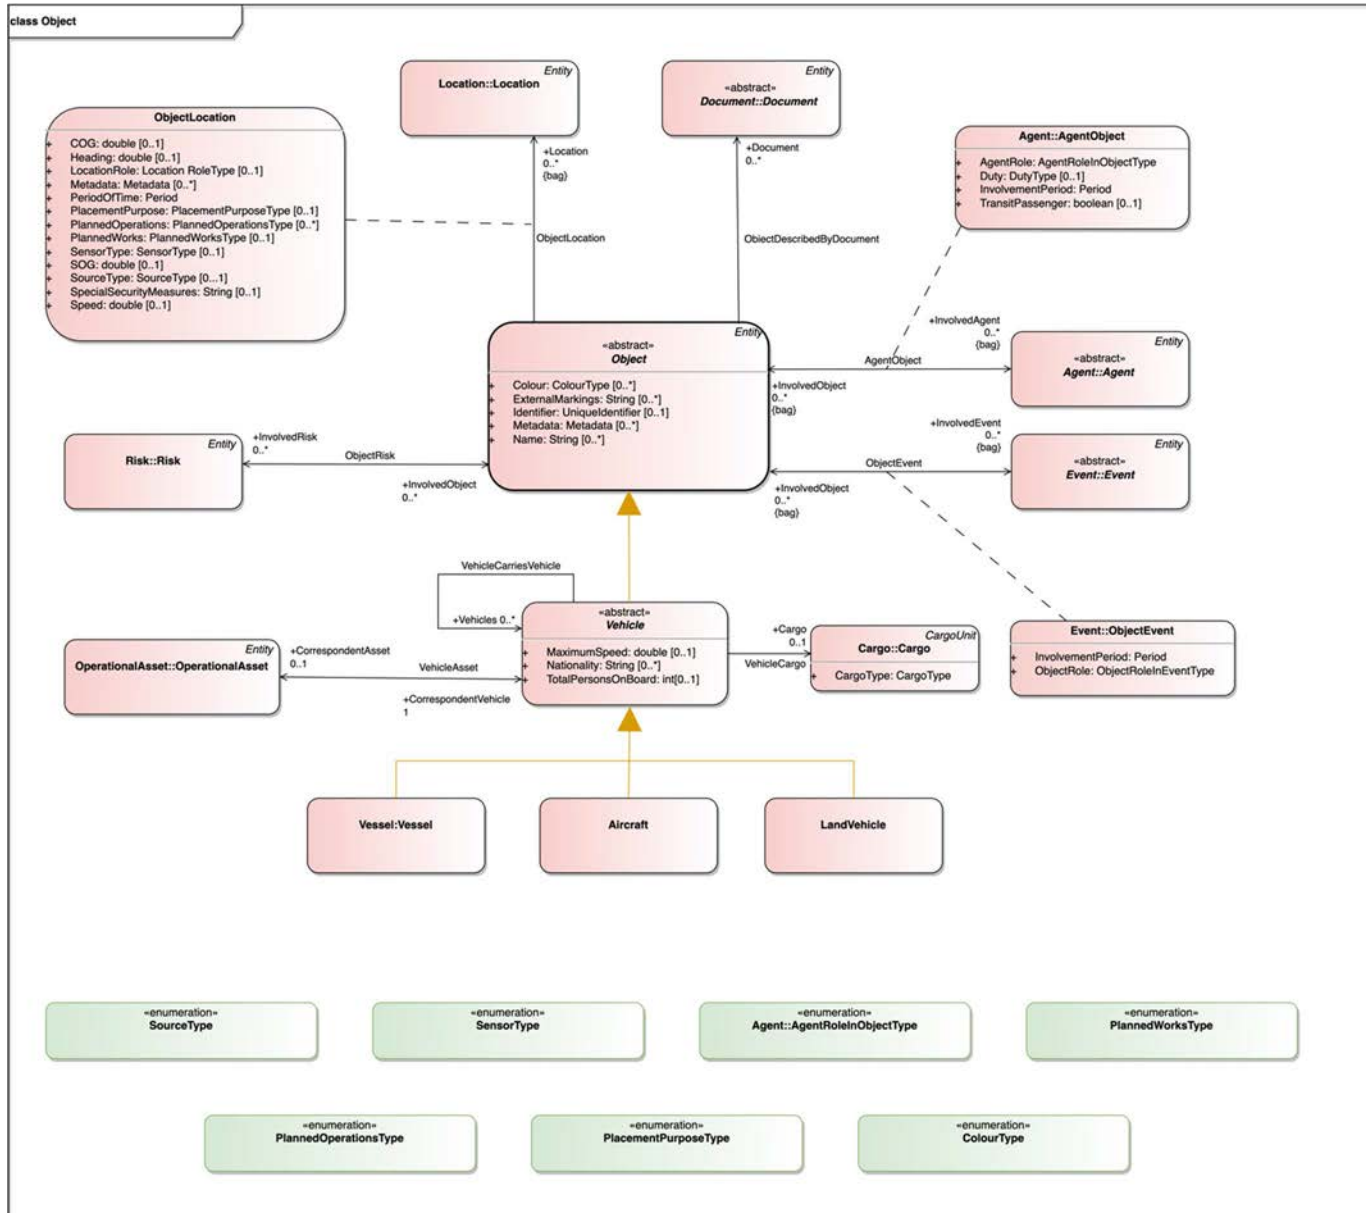 class Object
Entity
Location::Location
Entity
«abstract»
Document::Document
ObjectLocation
+ COG: double [0..1]
+ Heading: double [0..1]
+ LocationRole: Location RoleType [0..1]
+ Metadata: Metadata [0..*]
+ PeriodOfTime: Period
+ PlacementPurpose: PlacementPurposeType [0..1]
+ PlannedOperations: PlannedOperationsType [0..*]
+ PlannedWorks: PlannedWorksType [0..1]
+ SensorType: SensorType [0..1]
+ SOG: double [0..1]
+ SourceType: SourceType [0...1]
+ SpecialSecurityMeasures: String [0..1]
+ Speed: double [0..1]
+Location
0..*
{bag}
ObjectLocation
+Document
0..*
ObjectDescribedByDocument
Agent::AgentObject
+ AgentRole: AgentRoleInObjectType
+ Duty: DutyType [0..1]
+ InvolvementPeriod: Period
+ TransitPassenger: boolean [0..1]
Entity
«abstract»
Object
+ Colour: ColourType [0..*]
+ ExternalMarkings: String [0..*]
+ Identifier: UniqueIdentifier [0..1]
+ Metadata: Metadata [0..*]
+ Name: String [0..*]
+InvolvedAgent
0..*
{bag}
AgentObject
+InvolvedObject
0..*
{bag}
Entity
«abstract»
Agent::Agent
+InvolvedEvent
0..*
{bag}
ObjectEvent
+InvolvedObject
0..*
{bag}
Entity
«abstract»
Event::Event
Entity
Risk::Risk
+InvolvedRisk
0..*
ObjectRisk
+InvolvedObject
0..*
VehicleCarriesVehicle
+Vehicles 0..*
«abstract»
Vehicle
+ MaximumSpeed: double [0..1]
+ Nationality: String [0..*]
+ TotalPersonsOnBoard: int[0..1]
Entity
OperationalAsset::OperationalAsset
+CorrespondentAsset
0..1
VehicleAsset
+CorrespondentVehicle
1
+Cargo
0..1
VehicleCargo
CargoUnit
Cargo::Cargo
+ CargoType: CargoType
Event::ObjectEvent
+ InvolvementPeriod: Period
+ ObjectRole: ObjectRoleInEventType
Vessel:Vessel
Aircraft
LandVehicle
«enumeration»
SourceType
«enumeration»
SensorType
«enumeration»
Agent::AgentRoleInObjectType
«enumeration»
PlannedWorksType
«enumeration»
PlannedOperationsType
«enumeration»
PlacementPurposeType
«enumeration»
ColourType